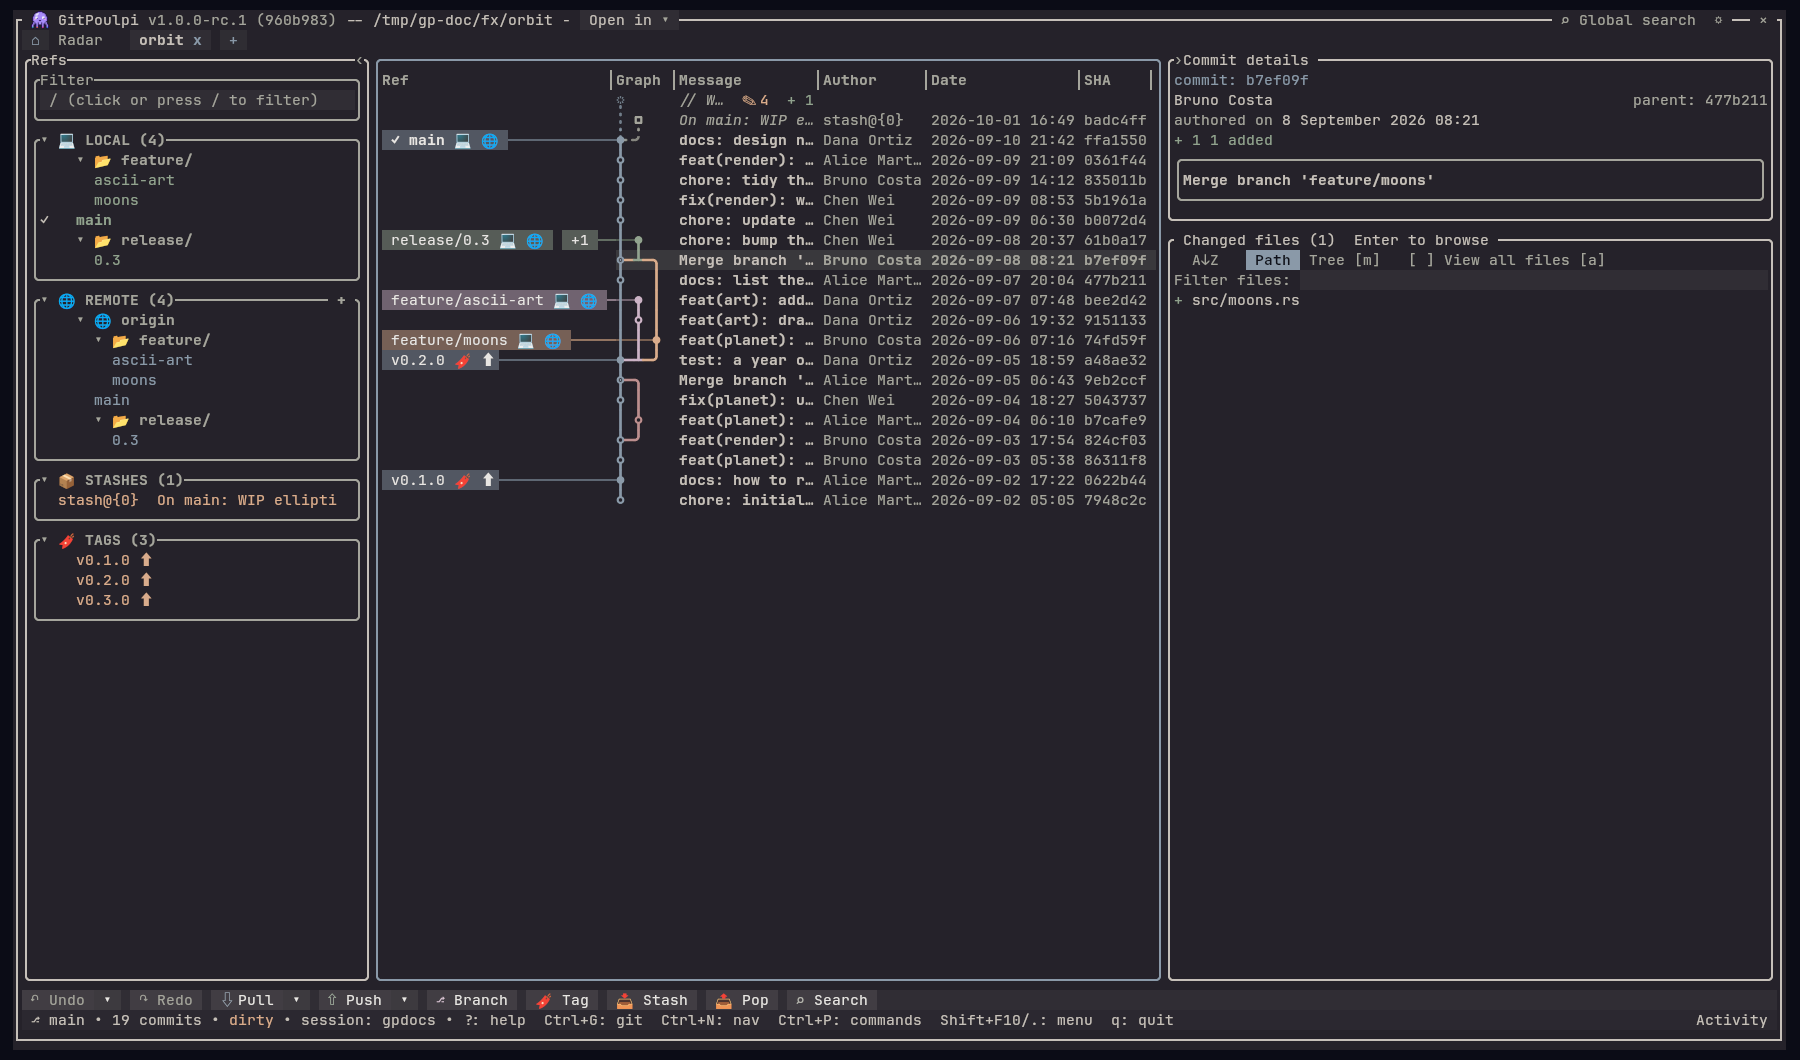 GitPoulpi v1.0.0-rc.1 (960b983) —— /tmp/gp-doc/fx/orbit - Open in ▾ ⌕ Global search ⚙ — ×
⌂ Radar orbit x +
Refs ‹
Filter
/ (click or press / to filter)
▾ 💻 LOCAL (4)
▾ 📂 feature/
ascii-art
moons
✓ main
▾ 📂 release/
0.3
▾ 🌐 REMOTE (4) +
▾ 🌐 origin
▾ 📂 feature/
ascii-art
moons
main
▾ 📂 release/
0.3
▾ 📦 STASHES (1)
stash@{0} On main: WIP ellipti
▾ 🔖 TAGS (3)
v0.1.0 ⬆
v0.2.0 ⬆
v0.3.0 ⬆
Ref Graph Message Author Date SHA
// W… ✎4 + 1
On main: WIP e… stash@{0} 2026-10-01 16:49 badc4ff
✓ main 💻 🌐 docs: design n… Dana Ortiz 2026-09-10 21:42 ffa1550
feat(render): … Alice Mart… 2026-09-09 21:09 0361f44
chore: tidy th… Bruno Costa 2026-09-09 14:12 835011b
fix(render): w… Chen Wei 2026-09-09 08:53 5b1961a
chore: update … Chen Wei 2026-09-09 06:30 b0072d4
release/0.3 💻 🌐 +1 chore: bump th… Chen Wei 2026-09-08 20:37 61b0a17
Merge branch '… Bruno Costa 2026-09-08 08:21 b7ef09f
docs: list the… Alice Mart… 2026-09-07 20:04 477b211
feature/ascii-art 💻 🌐 feat(art): add… Dana Ortiz 2026-09-07 07:48 bee2d42
feat(art): dra… Dana Ortiz 2026-09-06 19:32 9151133
feature/moons 💻 🌐 feat(planet): … Bruno Costa 2026-09-06 07:16 74fd59f
v0.2.0 🔖 ⬆ test: a year o… Dana Ortiz 2026-09-05 18:59 a48ae32
Merge branch '… Alice Mart… 2026-09-05 06:43 9eb2ccf
fix(planet): u… Chen Wei 2026-09-04 18:27 5043737
feat(planet): … Alice Mart… 2026-09-04 06:10 b7cafe9
feat(render): … Bruno Costa 2026-09-03 17:54 824cf03
feat(planet): … Bruno Costa 2026-09-03 05:38 86311f8
v0.1.0 🔖 ⬆ docs: how to r… Alice Mart… 2026-09-02 17:22 0622b44
chore: initial… Alice Mart… 2026-09-02 05:05 7948c2c
›Commit details
commit: b7ef09f
Bruno Costa parent: 477b211
authored on 8 September 2026 08:21
+ 1 1 added
Merge branch 'feature/moons'
Changed files (1) Enter to browse
A↓Z Path Tree [m] [ ] View all files [a]
Filter files:
+ src/moons.rs
↶ Undo ▾ ↷ Redo ⇩Pull ▾ ⇧ Push ▾ ⎇ Branch 🔖 Tag 📥 Stash 📤 Pop ⌕ Search
⎇ main • 19 commits • dirty • session: gpdocs • ?: help Ctrl+G: git Ctrl+N: nav Ctrl+P: commands Shift+F10/.: menu q: quit Activity